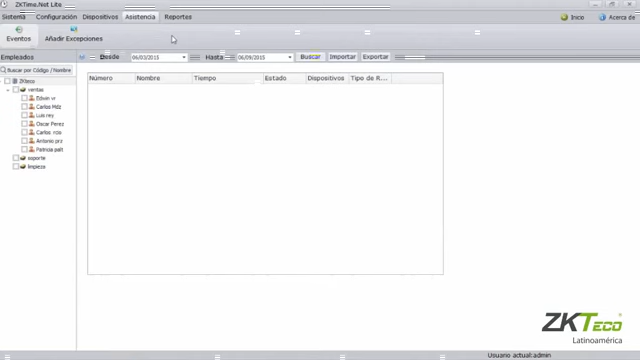 ZKTime.Net Lite
Sistema Configuración Dispositivos Asistencia Reportes
Inicio Acerca de
Eventos Añadir Excepciones
Empleados Desde 06/03/2015 Hasta 06/09/2015 Buscar Importar Exportar
Buscar por Código / Nombre
Número Nombre Tiempo Estado Dispositivos Tipo de R...
ZKteco
ventas
Edwin vr
Carlos Mdz
Luis rey
Oscar Perez
Carlos
Antonio prz
Patricia
soporte
limpieza
ZKTeco
Latinoamérica
Usuario actual:admin